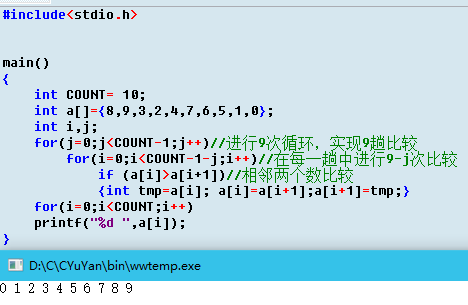 #include<stdio.h>
main()
{
int COUNT= 10;
int a[]={8,9,3,2,4,7,6,5,1,0};
int i,j;
for(j=0;j<COUNT-1;j++)//进行9次循环，实现9趟比较
for(i=0;i<COUNT-1-j;i++)//在每一趟中进行9-j次比较
if (a[i]>a[i+1])//相邻两个数比较
{int tmp=a[i]; a[i]=a[i+1];a[i+1]=tmp;}
for(i=0;i<COUNT;i++)
printf("%d ",a[i]);
}
D:\C\CYuYan\bin\wwtemp.exe
0 1 2 3 4 5 6 7 8 9